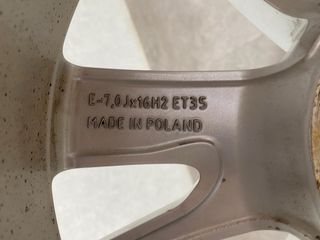 E-7,0Jx16H2 ET35
MADE IN POLAND